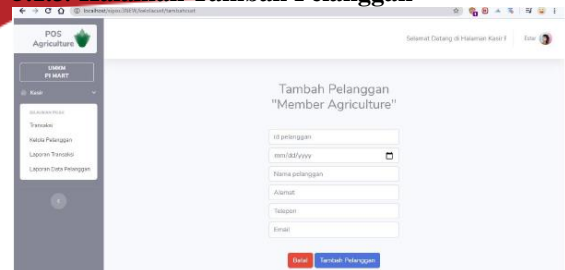 Halaman Tambah Pelanggan
POS
Agriculture
Selamat Datang di Halaman Kasir !
UMKM
PI MART
Kasir
Transaksi
Kelola Pelanggan
Laporan Transaksi
Laporan Data Pelanggan
Tambah Pelanggan
"Member Agriculture"
Id pelanggan
mm/dd/yyyy
Nama pelanggan
Alamat
Telepon
Email
Batal
Tambah Pelanggan